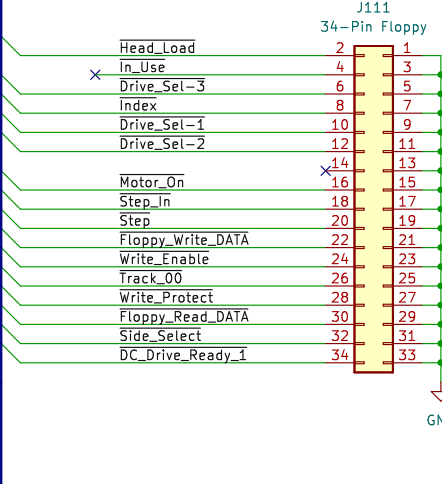 J111
34-Pin Floppy
Head_Load 2 1
In_Use 4 3
Drive_Sel-3 6 5
Index 8 7
Drive_Sel-1 10 9
Drive_Sel-2 12 11
14 13
Motor_On 16 15
Step_In 18 17
Step 20 19
Floppy_Write_DATA 22 21
Write_Enable 24 23
Track_00 26 25
Write_Protect 28 27
Floppy_Read_DATA 30 29
Side_Select 32 31
DC_Drive_Ready_1 34 33